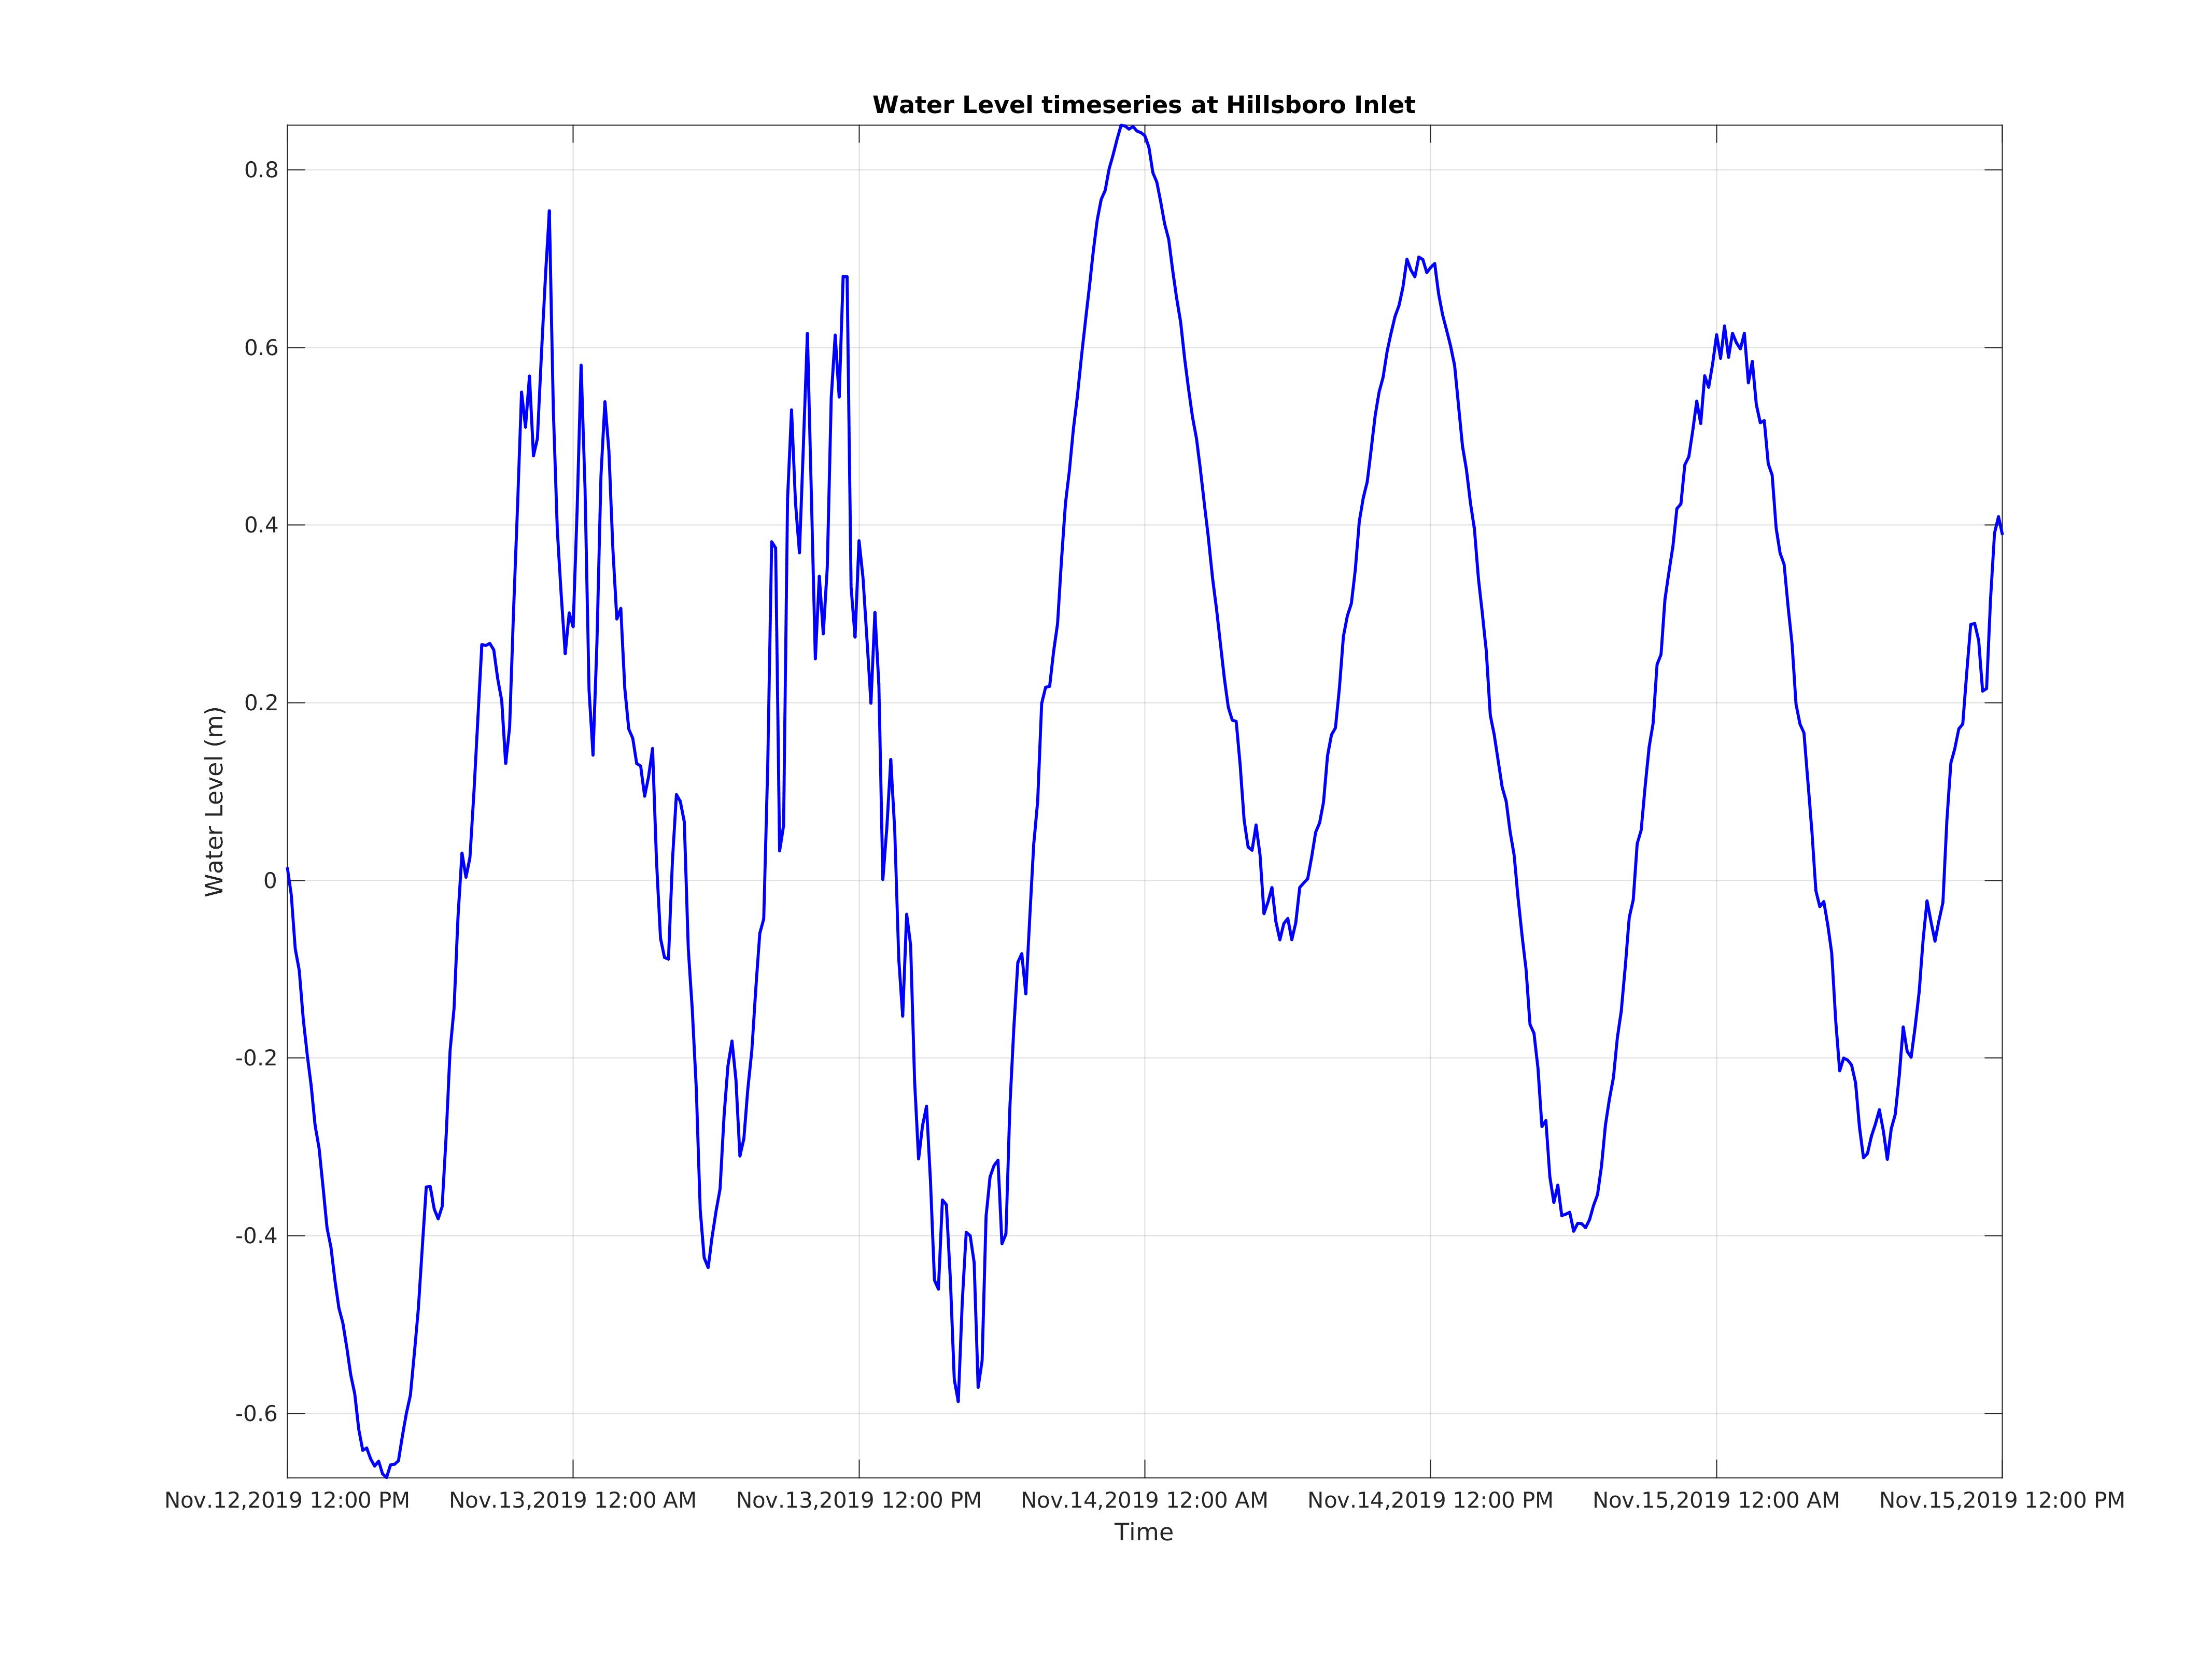 Water Level timeseries at Hillsboro Inlet
0.8
0.6
0.4
0.2
0
-0.2
-0.4
-0.6
Water Level (m)
Nov.12,2019 12:00 PM Nov.13,2019 12:00 AM Nov.13,2019 12:00 PM Nov.14,2019 12:00 AM Nov.14,2019 12:00 PM Nov.15,2019 12:00 AM Nov.15,2019 12:00 PM
Time